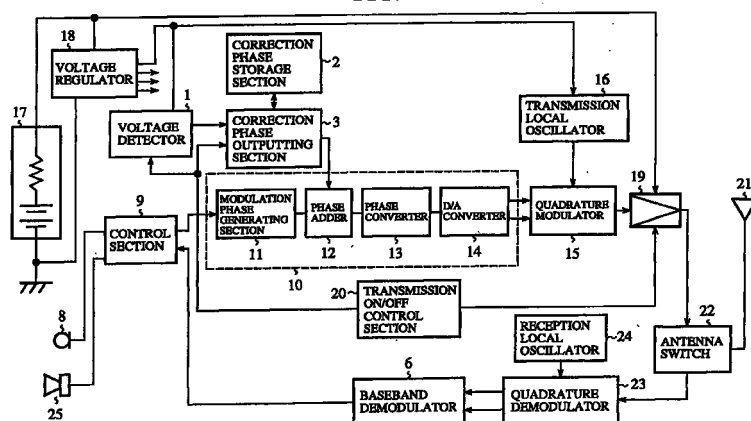 18
VOLTAGE
REGULATOR
CORRECTION
PHASE
STORAGE
SECTION
2
1
VOLTAGE
DETECTOR
CORRECTION
PHASE
OUTPUTTING
SECTION
3
16
TRANSMISSION
LOCAL
OSCILLATOR
17
9
CONTROL
SECTION
MODULATION
PHASE
GENERATING
SECTION
11
PHASE
ADDER
12
PHASE
CONVERTER
13
D/A
CONVERTER
14
10
QUADRATURE
MODULATOR
15
19
21
20
TRANSMISSION
ON/OFF
CONTROL
SECTION
8
25
RECEPTION
LOCAL
OSCILLATOR
24
22
ANTENNA
SWITCH
6
BASEBAND
DEMODULATOR
QUADRATURE
DEMODULATOR
23